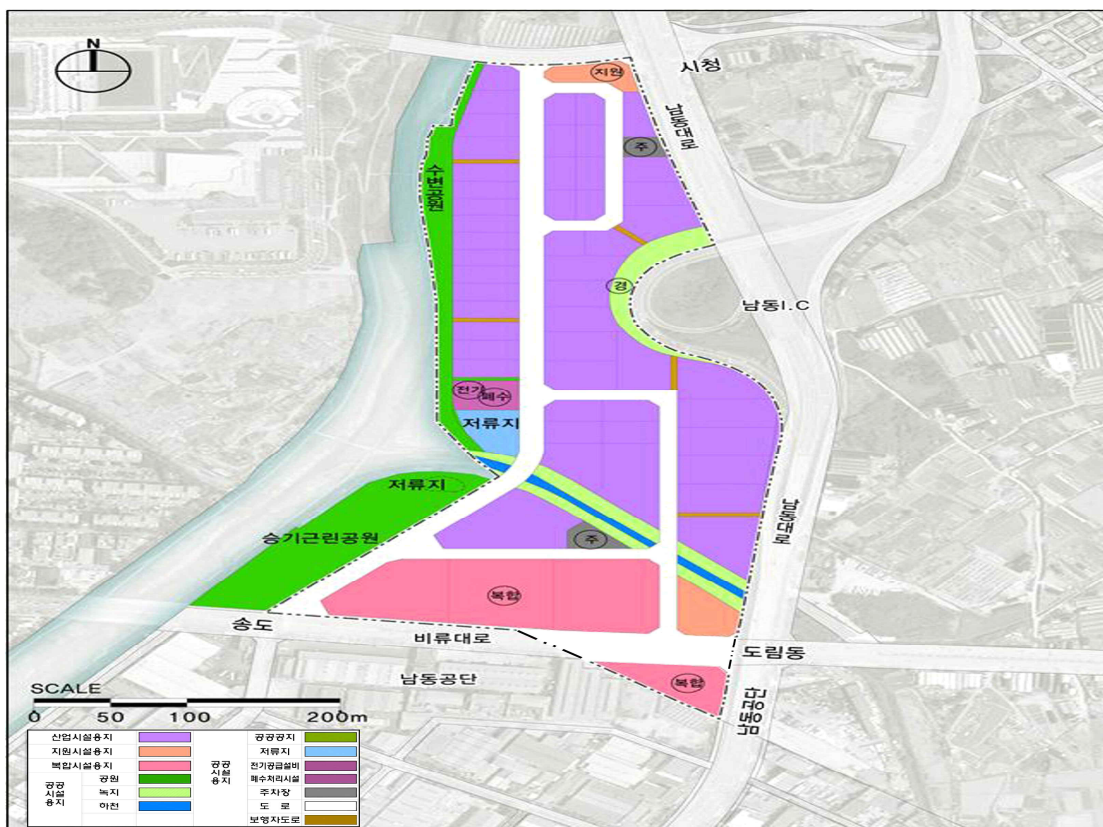 N
시청
지원
남동대로
주
수변공원
경
남동I.C
전기
폐수
저류지
저류지
남동대로
승기근린공원
주
복합
송도
비류대로
도림동
남동공단
복합
남동공단
SCALE
0 50 100 200m
산업시설용지
지원시설용지
복합시설용지
공공시설용지
공원
녹지
하천
공공시설용지
공공공지
저류지
전기공급설비
폐수처리시설
주차장
도 로
보행자도로